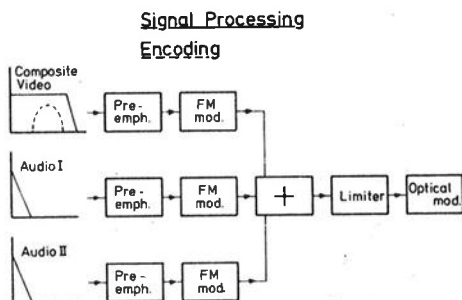 Signal Processing
Encoding
Composite
Video
Pre-
emph.
FM
mod.
Audio I
Pre-
emph.
FM
mod.
+
Limiter
Optical
mod.
Audio II
Pre-
emph.
FM
mod.